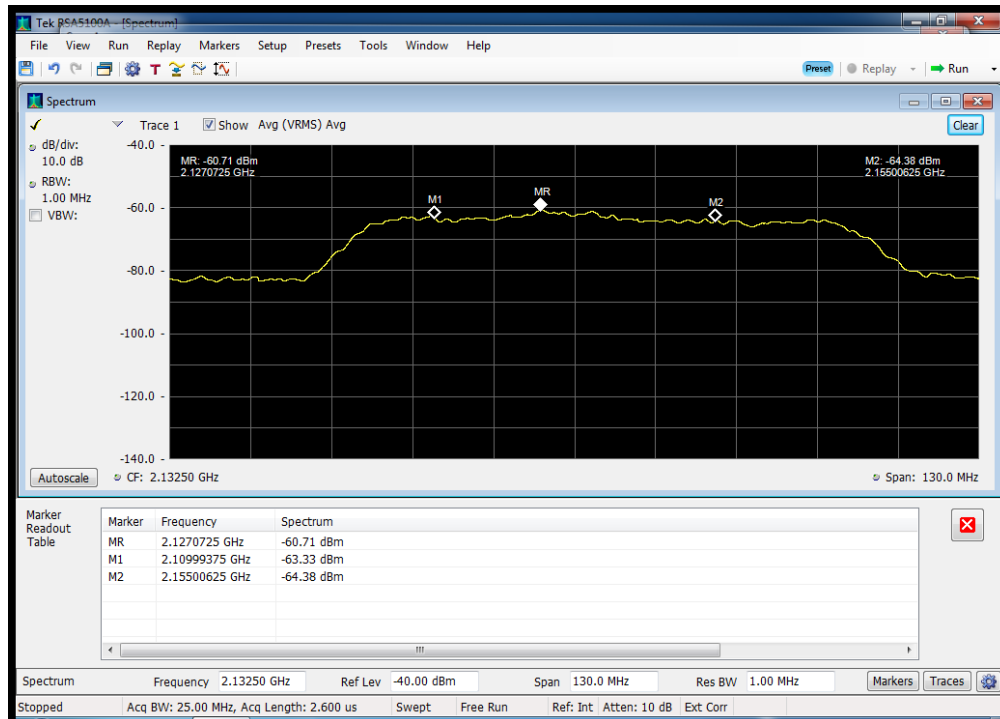 Tek RSA5100A - [Spectrum]
File View Run Replay Markers Setup Presets Tools Window Help
T
Preset Replay Run
Spectrum
Trace 1 Show Avg (VRMS) Avg Clear
dB/div:
10.0 dB
RBW:
1.00 MHz
VBW:
-40.0 -
-60.0 -
-80.0 -
-100.0 -
-120.0 -
-140.0 -
MR: -60.71 dBm
2.1270725 GHz
M2: -64.38 dBm
2.15500625 GHz
M1
MR
M2
Autoscale CF: 2.13250 GHz Span: 130.0 MHz
Marker
Readout
Table
Marker Frequency Spectrum
MR 2.1270725 GHz -60.71 dBm
M1 2.10999375 GHz -63.33 dBm
M2 2.15500625 GHz -64.38 dBm
Spectrum Frequency 2.13250 GHz Ref Lev -40.00 dBm Span 130.0 MHz Res BW 1.00 MHz Markers Traces
Stopped Acq BW: 25.00 MHz, Acq Length: 2.600 us Swept Free Run Ref: Int Atten: 10 dB Ext Corr